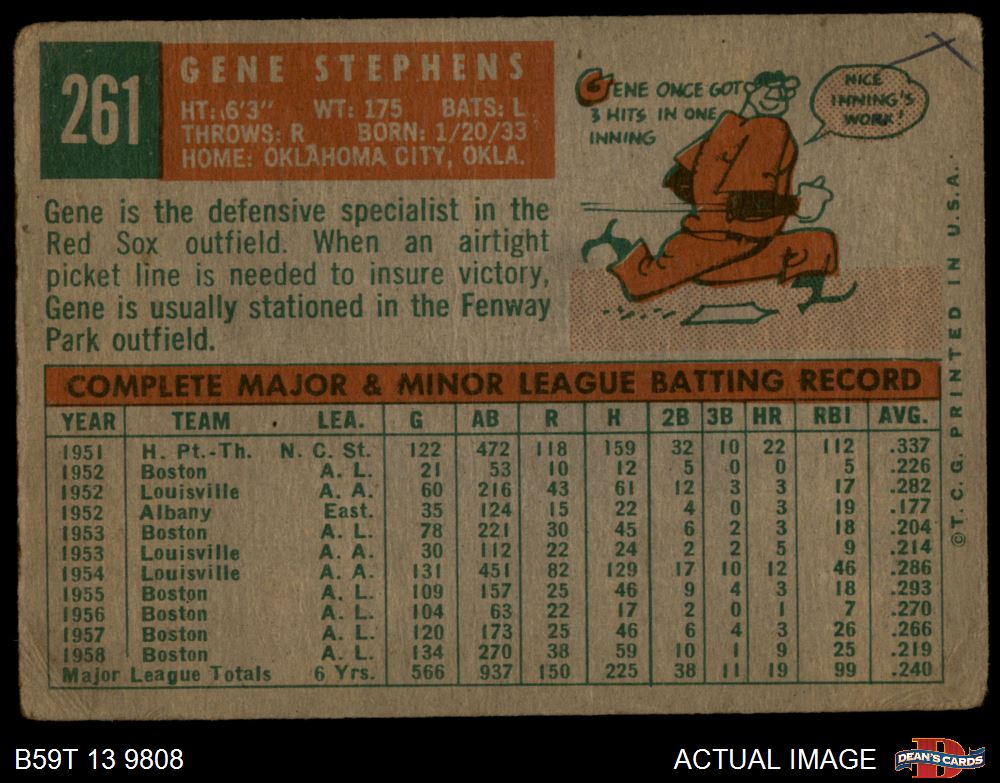 261
GENE STEPHENS
HT: 6'3" WT: 175 BATS: L
THROWS: R BORN: 1/20/33
HOME: OKLAHOMA CITY, OKLA.
GENE ONCE GOT
3 HITS IN ONE
INNING
NICE
INNING'S
WORK!
Gene is the defensive specialist in the
Red Sox outfield. When an airtight
picket line is needed to insure victory,
Gene is usually stationed in the Fenway
Park outfield.
COMPLETE MAJOR & MINOR LEAGUE BATTING RECORD
YEAR TEAM LEA. G AB R H 2B 3B HR RBI AVG.
1951 H. Pt.-Th. N. C. St. 122 472 118 159 32 10 22 112 .337
1952 Boston A. L. 21 53 10 12 5 0 0 5 .226
1952 Louisville A. A. 60 216 43 61 12 3 3 17 .282
1952 Albany East. 35 124 15 22 4 0 3 19 .177
1953 Boston A. L. 78 221 30 45 6 2 3 18 .204
1953 Louisville A. A. 30 112 22 24 2 2 5 9 .214
1954 Louisville A. A. 131 451 82 129 17 10 12 46 .286
1955 Boston A. L. 109 157 25 46 9 4 3 18 .293
1956 Boston A. L. 104 63 22 17 2 0 1 7 .270
1957 Boston A. L. 120 173 25 46 6 4 3 26 .266
1958 Boston A. L. 134 270 38 59 10 1 9 25 .219
Major League Totals 6 Yrs. 566 937 150 225 38 11 19 99 .240
©T. C. G. PRINTED IN U.S.A.
B59T 13 9808
ACTUAL IMAGE
D
DEAN'S CARDS